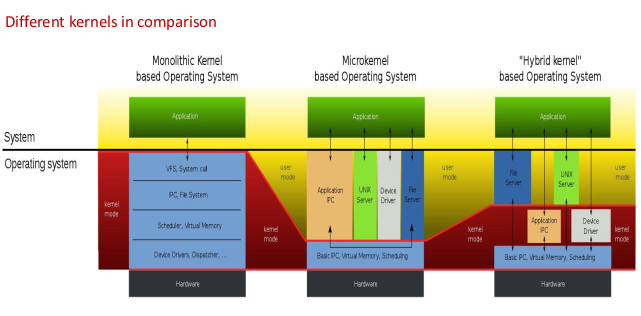 Different kernels in comparison
Monolithic Kernel
based Operating System
Microkernel
based Operating System
"Hybrid kernel"
based Operating System
Application
Application
Application
System
Operating system
VFS, System call
IPC, File System
Scheduler, Virtual Memory
Device Drivers, Dispatcher, ...
Hardware
kernel
mode
user
mode
kernel
mode
Application
IPC
UNIX
Server
Device
Driver
File
Server
Basic IPC, Virtual Memory, Scheduling
Hardware
user
mode
kernel
mode
File
Server
UNIX
Server
Application
IPC
Device
Driver
Basic IPC, Virtual Memory, Scheduling
Hardware
user
mode
kernel
mode